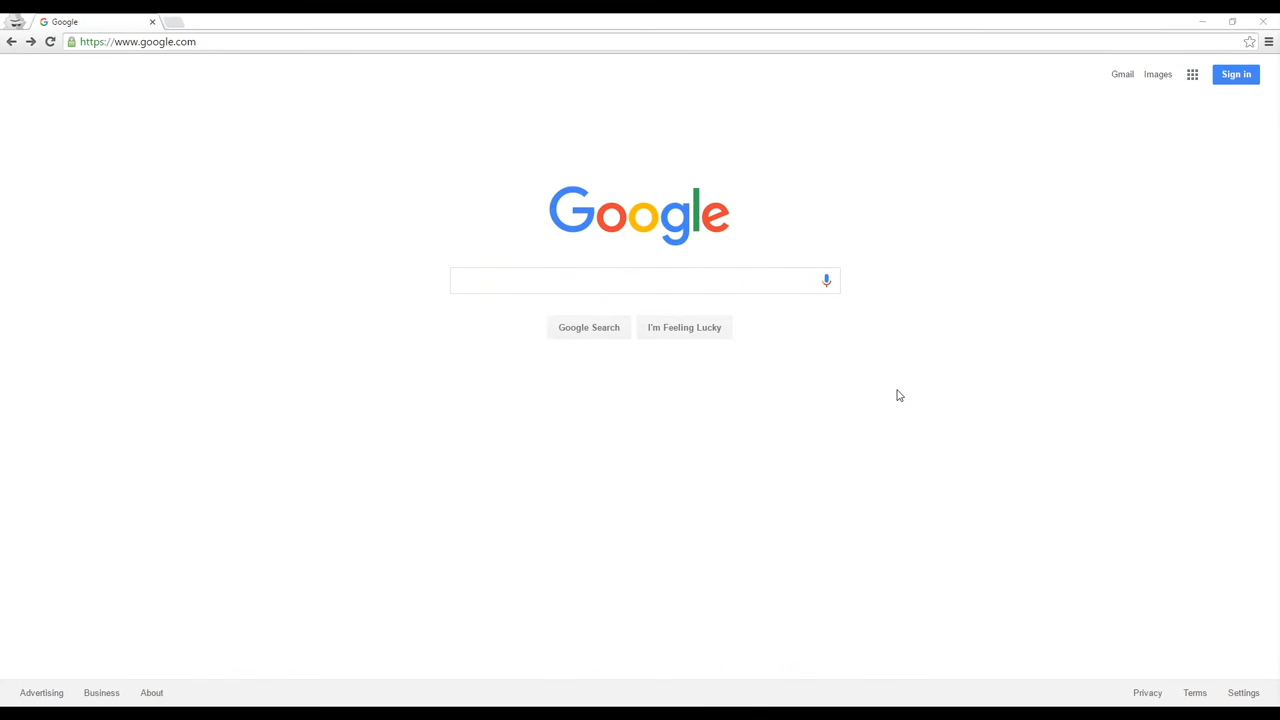 Google
https://www.google.com
Gmail Images Sign in
Google
Google Search I'm Feeling Lucky
Advertising Business About Privacy Terms Settings